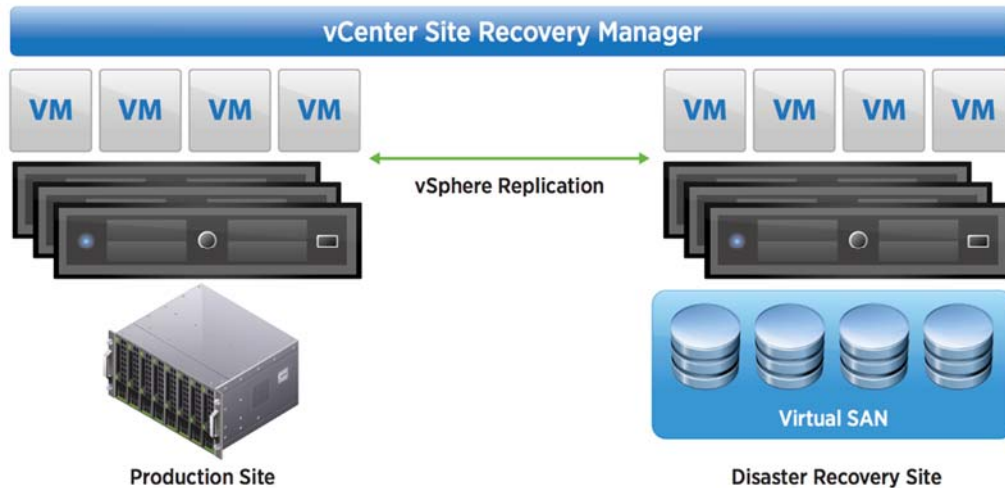 vCenter Site Recovery Manager
VM VM VM VM
VM VM VM VM
vSphere Replication
Virtual SAN
Production Site
Disaster Recovery Site